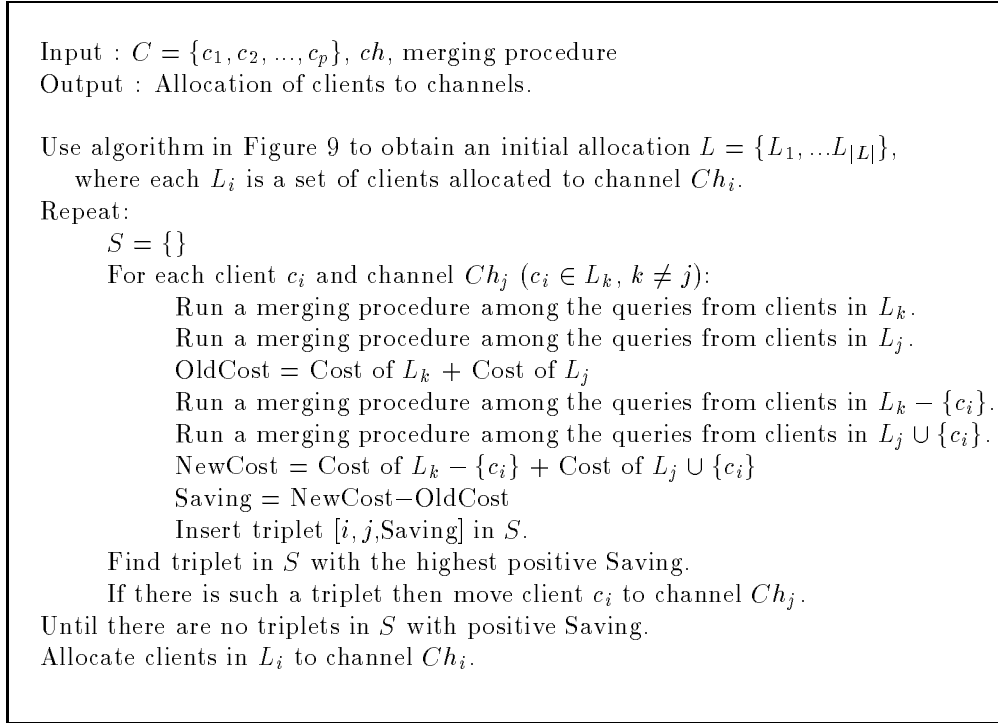 Input : C = {c₁, c₂, ..., cₚ}, ch, merging procedure
Output : Allocation of clients to channels.
Use algorithm in Figure 9 to obtain an initial allocation L = {L₁, ...L_|L|},
where each Lᵢ is a set of clients allocated to channel Chᵢ.
Repeat:
S = {}
For each client cᵢ and channel Chⱼ (cᵢ ∈ Lₖ, k ≠ j):
Run a merging procedure among the queries from clients in Lₖ.
Run a merging procedure among the queries from clients in Lⱼ.
OldCost = Cost of Lₖ + Cost of Lⱼ
Run a merging procedure among the queries from clients in Lₖ − {cᵢ}.
Run a merging procedure among the queries from clients in Lⱼ ∪ {cᵢ}.
NewCost = Cost of Lₖ − {cᵢ} + Cost of Lⱼ ∪ {cᵢ}
Saving = NewCost−OldCost
Insert triplet [i, j,Saving] in S.
Find triplet in S with the highest positive Saving.
If there is such a triplet then move client cᵢ to channel Chⱼ.
Until there are no triplets in S with positive Saving.
Allocate clients in Lᵢ to channel Chᵢ.